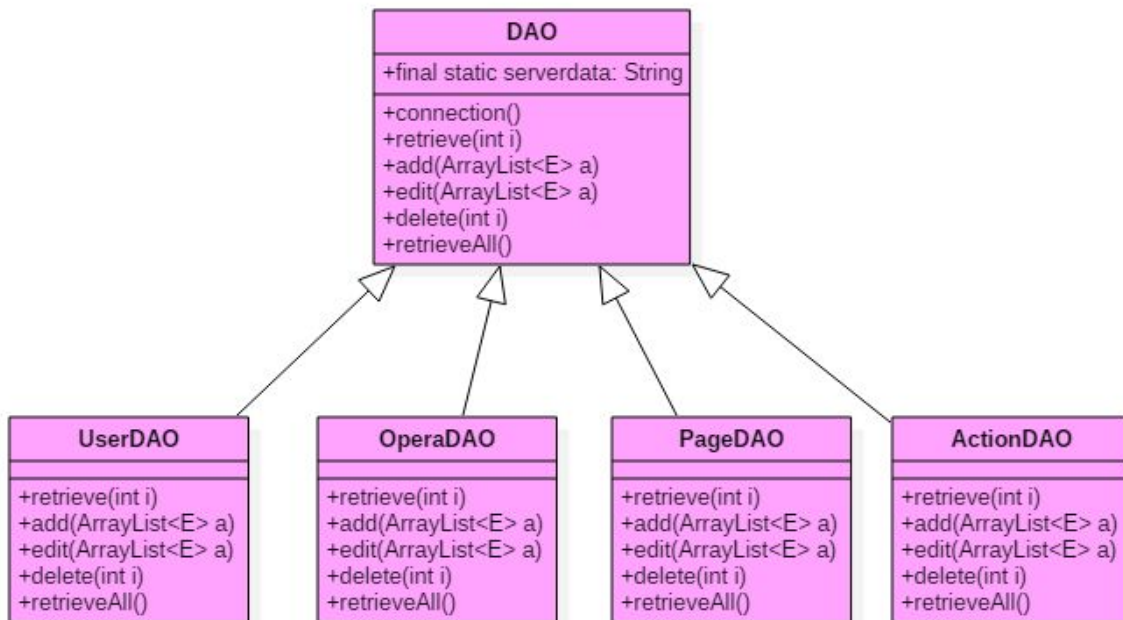 DAO
+final static serverdata: String
+connection()
+retrieve(int i)
+add(ArrayList<E> a)
+edit(ArrayList<E> a)
+delete(int i)
+retrieveAll()
UserDAO
+retrieve(int i)
+add(ArrayList<E> a)
+edit(ArrayList<E> a)
+delete(int i)
+retrieveAll()
OperaDAO
+retrieve(int i)
+add(ArrayList<E> a)
+edit(ArrayList<E> a)
+delete(int i)
+retrieveAll()
PageDAO
+retrieve(int i)
+add(ArrayList<E> a)
+edit(ArrayList<E> a)
+delete(int i)
+retrieveAll()
ActionDAO
+retrieve(int i)
+add(ArrayList<E> a)
+edit(ArrayList<E> a)
+delete(int i)
+retrieveAll()